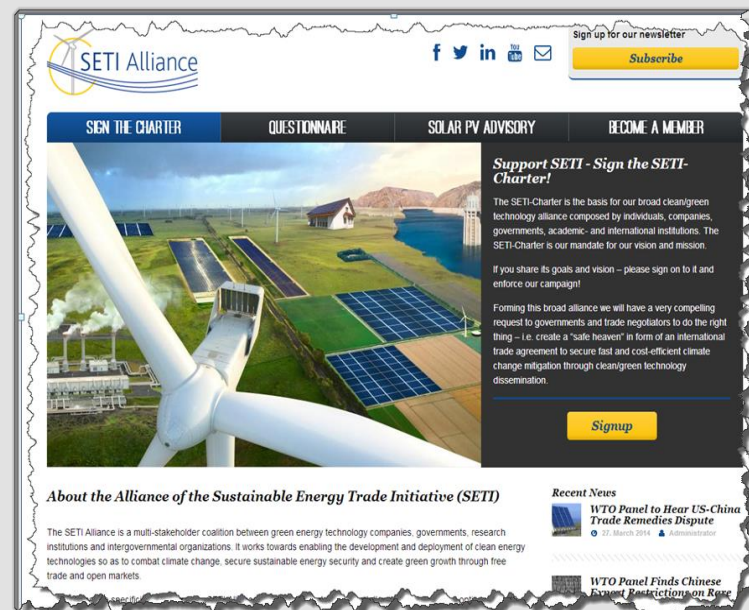 Sign up for our newsletter
Subscribe
SETI Alliance
SIGN THE CHARTER
QUESTIONNAIRE
SOLAR PV ADVISORY
BECOME A MEMBER
Support SETI - Sign the SETI-
Charter!
The SETI-Charter is the basis for our broad clean/green
technology alliance composed by individuals, companies,
governments, academic- and international institutions. The
SETI-Charter is our mandate for our vision and mission.
If you share its goals and vision – please sign on to it and
enforce our campaign!
Forming this broad alliance we will have a very compelling
request to governments and trade negotiators to do the right
thing – i.e. create a "safe heaven" in form of an international
trade agreement to secure fast and cost-efficient climate
change mitigation through clean/green technology
dissemination.
Signup
About the Alliance of the Sustainable Energy Trade Initiative (SETI)
The SETI Alliance is a multi-stakeholder coalition between green energy technology companies, governments, research
institutions and intergovernmental organizations. It works towards enabling the development and deployment of clean energy
technologies so as to combat climate change, secure sustainable energy security and create green growth through free
trade and open markets.
Recent News
WTO Panel to Hear US-China
Trade Remedies Dispute
27. March 2014 Administrator
WTO Panel Finds Chinese
Export Restrictions on Rare